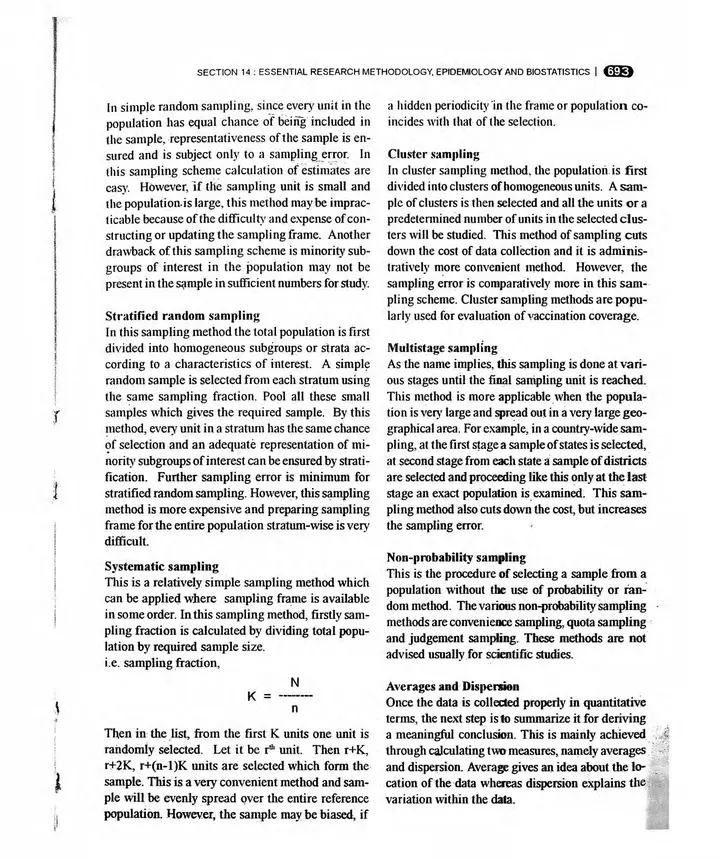 SECTION 14 : ESSENTIAL RESEARCH METHODOLOGY, EPIDEMIOLOGY AND BIOSTATISTICS | 693
In simple random sampling, since every unit in the
population has equal chance of being included in
the sample, representativeness of the sample is en-
sured and is subject only to a sampling error. In
this sampling scheme calculation of estimates are
easy. However, if the sampling unit is small and
the population is large, this method may be imprac-
ticable because of the difficulty and expense of con-
structing or updating the sampling frame. Another
drawback of this sampling scheme is minority sub-
groups of interest in the population may not be
present in the sample in sufficient numbers for study.
Stratified random sampling
In this sampling method the total population is first
divided into homogeneous subgroups or strata ac-
cording to a characteristics of interest. A simple
random sample is selected from each stratum using
the same sampling fraction. Pool all these small
samples which gives the required sample. By this
method, every unit in a stratum has the same chance
of selection and an adequate representation of mi-
nority subgroups of interest can be ensured by strati-
fication. Further sampling error is minimum for
stratified random sampling. However, this sampling
method is more expensive and preparing sampling
frame for the entire population stratum-wise is very
difficult.
Systematic sampling
This is a relatively simple sampling method which
can be applied where sampling frame is available
in some order. In this sampling method, firstly sam-
pling fraction is calculated by dividing total popu-
lation by required sample size.
i.e. sampling fraction,
N
K = --------
n
Then in the list, from the first K units one unit is
randomly selected. Let it be rth unit. Then r+K,
r+2K, r+(n-1)K units are selected which form the
sample. This is a very convenient method and sam-
ple will be evenly spread over the entire reference
population. However, the sample may be biased, if
a hidden periodicity in the frame or population co-
incides with that of the selection.
Cluster sampling
In cluster sampling method, the population is first
divided into clusters of homogeneous units. A sam-
ple of clusters is then selected and all the units or a
predetermined number of units in the selected clus-
ters will be studied. This method of sampling cuts
down the cost of data collection and it is adminis-
tratively more convenient method. However, the
sampling error is comparatively more in this sam-
pling scheme. Cluster sampling methods are popu-
larly used for evaluation of vaccination coverage.
Multistage sampling
As the name implies, this sampling is done at vari-
ous stages until the final sampling unit is reached.
This method is more applicable when the popula-
tion is very large and spread out in a very large geo-
graphical area. For example, in a country-wide sam-
pling, at the first stage a sample of states is selected,
at second stage from each state a sample of districts
are selected and proceeding like this only at the last
stage an exact population is examined. This sam-
pling method also cuts down the cost, but increases
the sampling error.
Non-probability sampling
This is the procedure of selecting a sample from a
population without the use of probability or ran-
dom method. The various non-probability sampling
methods are convenience sampling, quota sampling
and judgement sampling. These methods are not
advised usually for scientific studies.
Averages and Dispersion
Once the data is collected properly in quantitative
terms, the next step is to summarize it for deriving
a meaningful conclusion. This is mainly achieved
through calculating two measures, namely averages
and dispersion. Average gives an idea about the lo-
cation of the data whereas dispersion explains the
variation within the data.